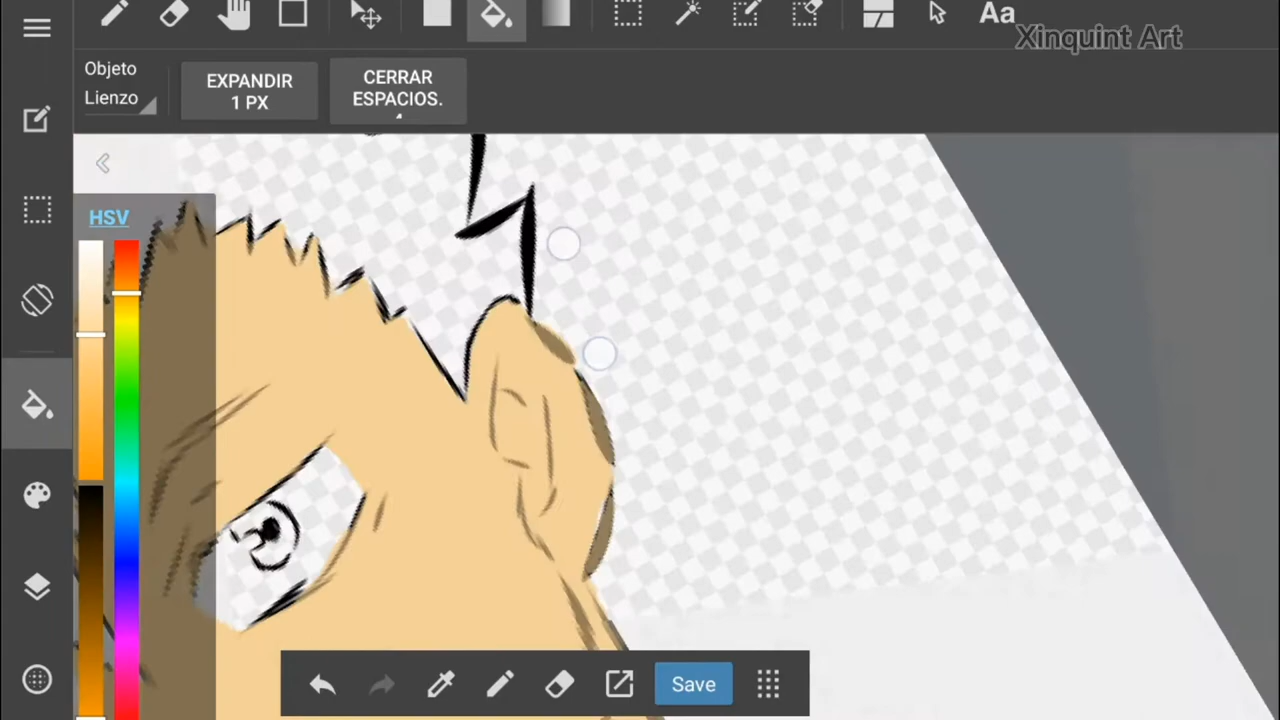 Aa
Xinquint Art
Objeto
Lienzo
EXPANDIR
1 PX
CERRAR
ESPACIOS.
HSV
Save